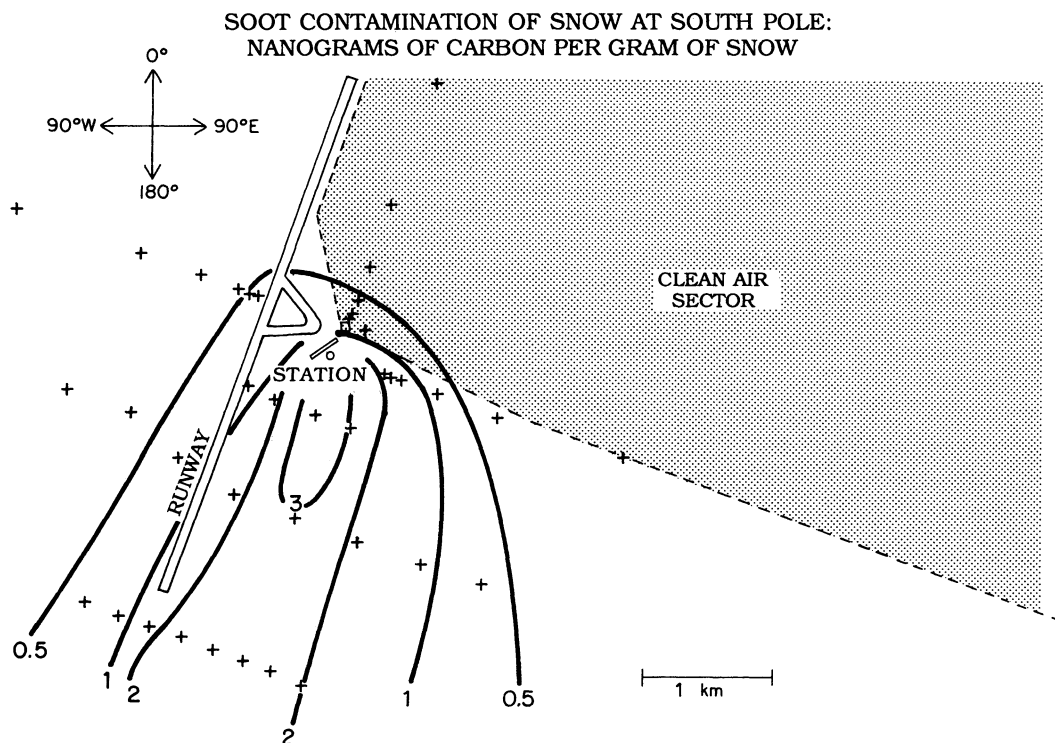 SOOT CONTAMINATION OF SNOW AT SOUTH POLE:
NANOGRAMS OF CARBON PER GRAM OF SNOW
0°
90°W
90°E
180°
CLEAN AIR
SECTOR
STATION
RUNWAY
3
0.5
1
2
2
1
0.5
1 km